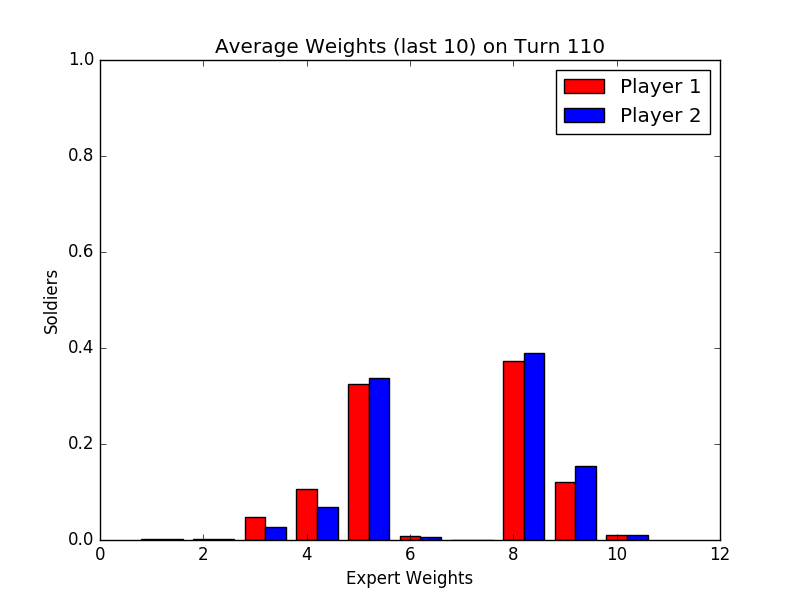 Average Weights (last 10) on Turn 110
1.0
0.8
0.6
0.4
0.2
0.0
Soldiers
Player 1
Player 2
0 2 4 6 8 10 12
Expert Weights